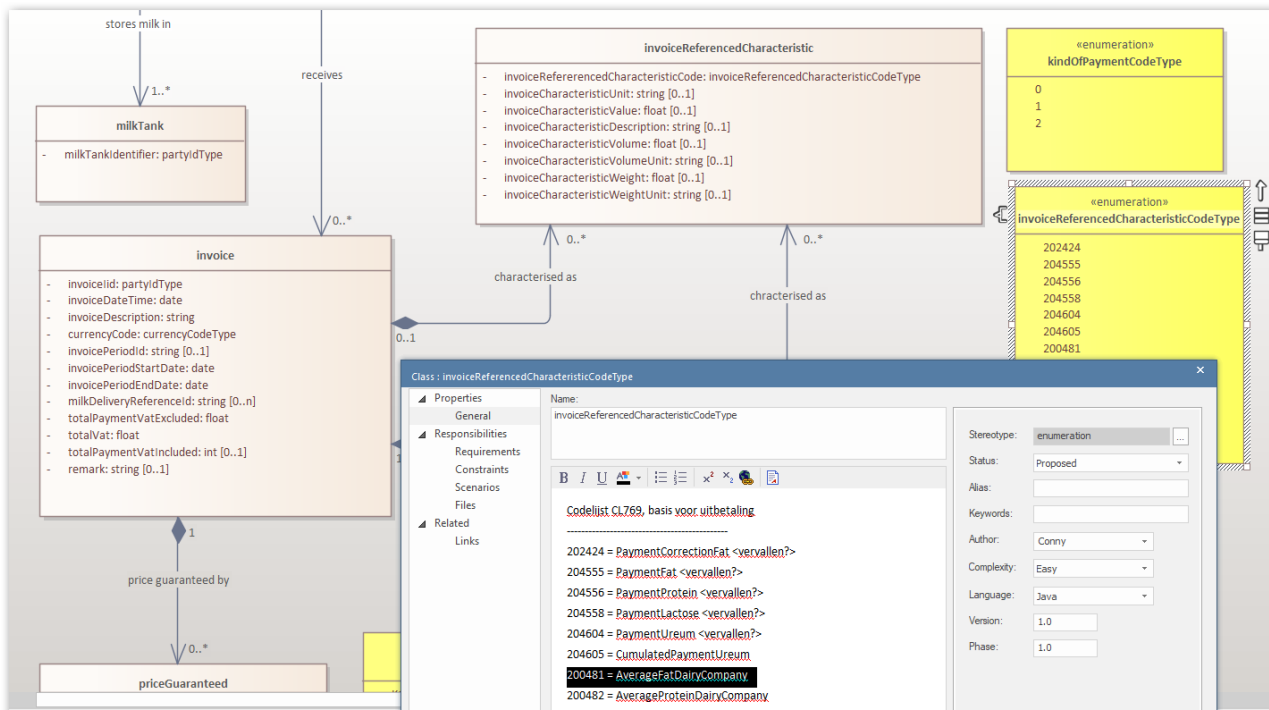 stores milk in
1..*
milkTank
- milkTankIdentifier: partyIdType
receives
0..*
invoice
- invoiceIid: partyIdType
- invoiceDateTime: date
- invoiceDescription: string
- currencyCode: currencyCodeType
- invoicePeriodId: string [0..1]
- invoicePeriodStartDate: date
- invoicePeriodEndDate: date
- milkDeliveryReferenceId: string [0..n]
- totalPaymentVatExcluded: float
- totalVat: float
- totalPaymentVatIncluded: int [0..1]
- remark: string [0..1]
1
price guaranteed by
0..*
priceGuaranteed
invoiceReferencedCharacteristic
- invoiceRefererencedCharacteristicCode: invoiceReferencedCharacteristicCodeType
- invoiceCharacteristicUnit: string [0..1]
- invoiceCharacteristicValue: float [0..1]
- invoiceCharacteristicDescription: string [0..1]
- invoiceCharacteristicVolume: float [0..1]
- invoiceCharacteristicVolumeUnit: string [0..1]
- invoiceCharacteristicWeight: float [0..1]
- invoiceCharacteristicWeightUnit: string [0..1]
0..*
0..*
characterised as
chracterised as
0..1
1
«enumeration»
kindOfPaymentCodeType
0
1
2
«enumeration»
invoiceReferencedCharacteristicCodeType
202424
204555
204556
204558
204604
204605
200481
Class : invoiceReferencedCharacteristicCodeType
Properties
General
Responsibilities
Requirements
Constraints
Scenarios
Files
Related
Links
Name:
invoiceReferencedCharacteristicCodeType
B I U A x² x₂
Codelijst CL769, basis voor uitbetaling
--------------------------------------------
202424 = PaymentCorrectionFat <vervallen?>
204555 = PaymentFat <vervallen?>
204556 = PaymentProtein <vervallen?>
204558 = PaymentLactose <vervallen?>
204604 = PaymentUreum <vervallen?>
204605 = CumulatedPaymentUreum
200481 = AverageFatDairyCompany
200482 = AverageProteinDairyCompany
Stereotype: enumeration ...
Status: Proposed
Alias:
Keywords:
Author: Conny
Complexity: Easy
Language: Java
Version: 1.0
Phase: 1.0